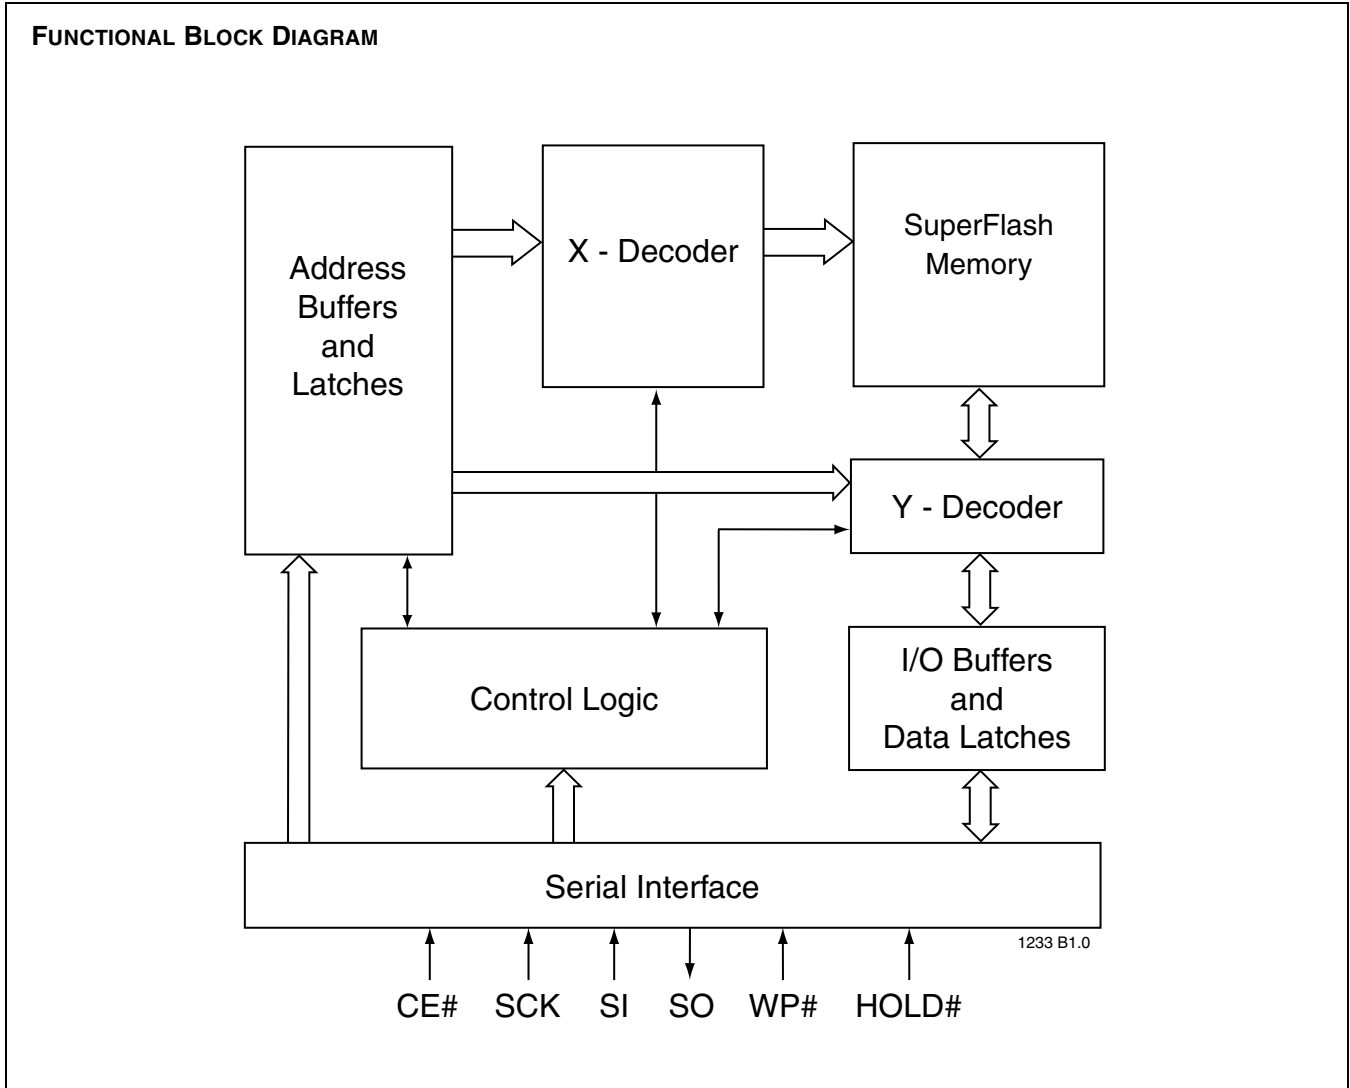 FUNCTIONAL BLOCK DIAGRAM
Address
Buffers
and
Latches
X - Decoder
SuperFlash
Memory
Y - Decoder
Control Logic
I/O Buffers
and
Data Latches
Serial Interface
1233 B1.0
CE# SCK SI SO WP# HOLD#